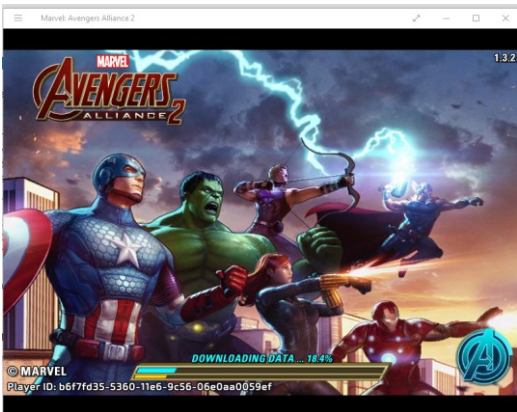 Marvel: Avengers Alliance 2
1.3.2
MARVEL
AVENGERS
ALLIANCE 2
DOWNLOADING DATA ... 18.4%
© MARVEL
Player ID: b6f7fd35-5360-11e6-9c56-06e0aa0059ef